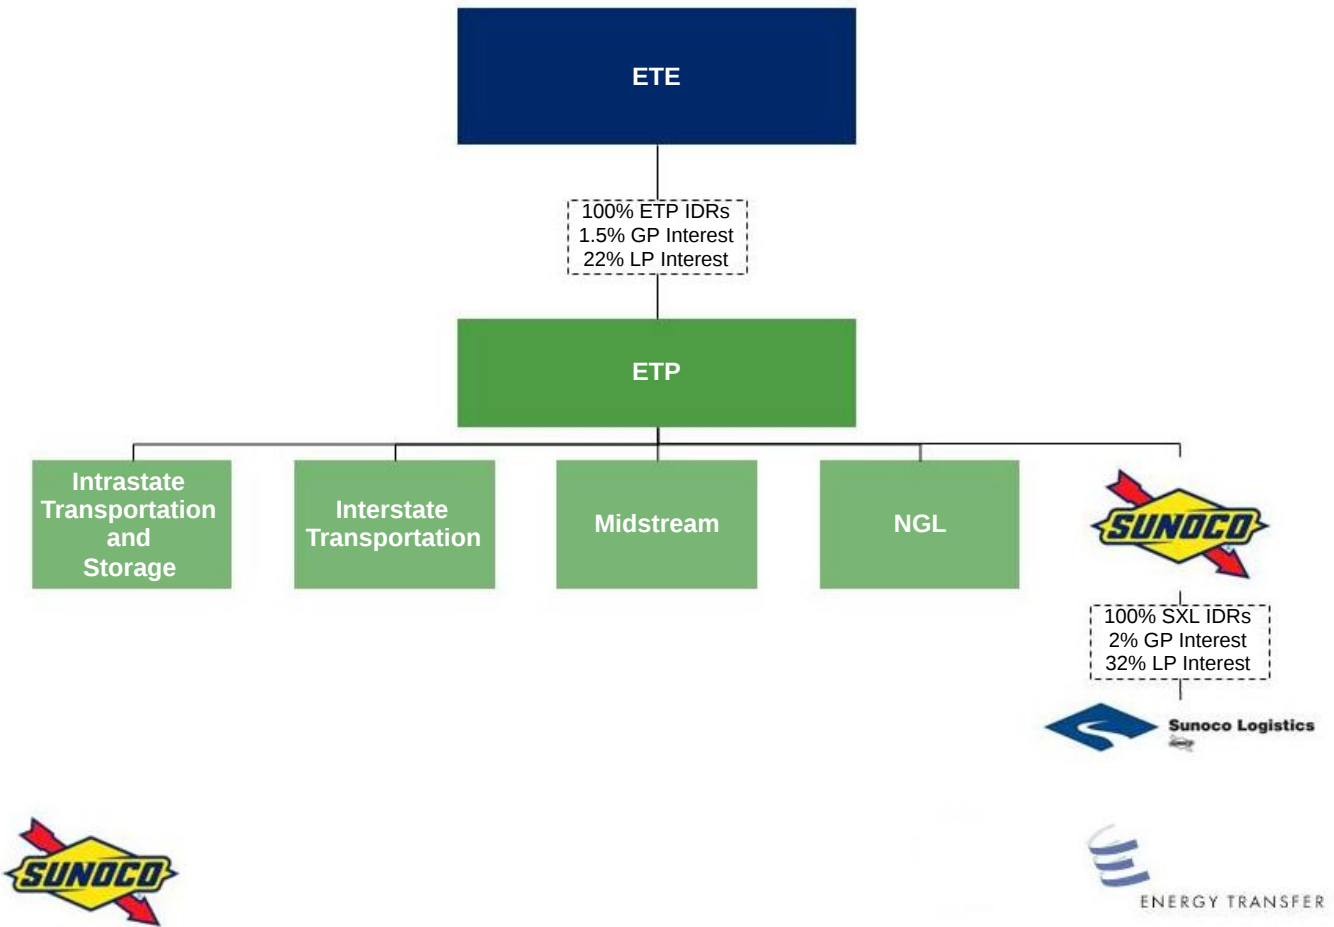 ETE
100% ETP IDRs
1.5% GP Interest
22% LP Interest
ETP
Intrastate
Transportation
and
Storage
Interstate
Transportation
Midstream
NGL
SUNOCO
100% SXL IDRs
2% GP Interest
32% LP Interest
Sunoco Logistics
SUNOCO
SUNOCO
ENERGY TRANSFER